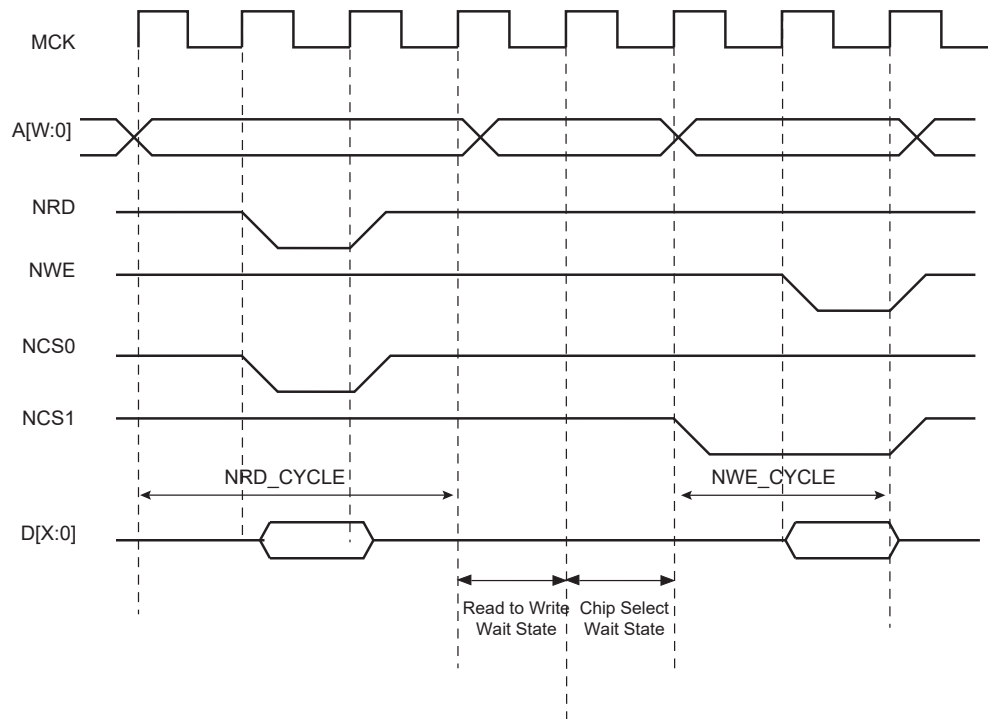 MCK
A[W:0]
NRD
NWE
NCS0
NCS1
NRD_CYCLE
NWE_CYCLE
D[X:0]
Read to Write
Wait State
Chip Select
Wait State